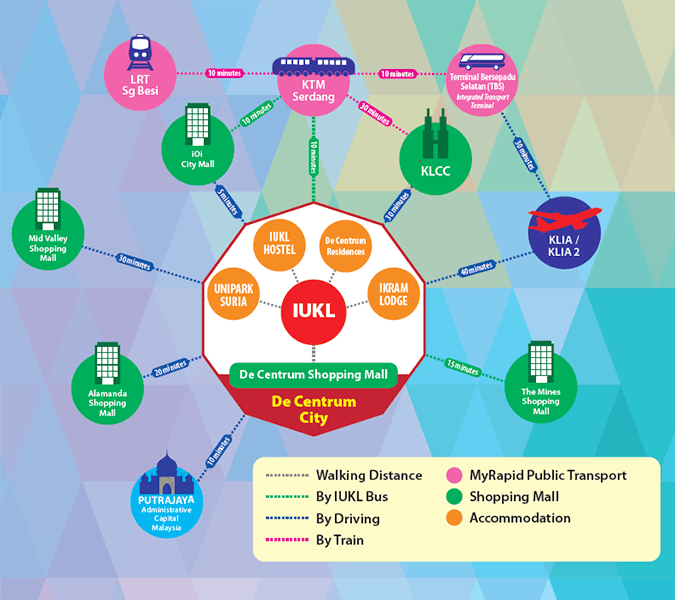 LRT
Sg Besi
10 minutes
KTM
Serdang
10 minutes
Terminal Bersepadu
Selatan (TBS)
Integrated Transport
Terminal
10 minutes
10 minutes
30 minutes
30 minutes
iOi
City Mall
KLCC
5 minutes
30 minutes
Mid Valley
Shopping
Mall
30 minutes
KLIA /
KLIA 2
40 minutes
IUKL
HOSTEL
De Centrum
Residences
UNIPARK
SURIA
IKRAM
LODGE
IUKL
De Centrum Shopping Mall
De Centrum
City
Alamanda
Shopping
Mall
20 minutes
15 minutes
The Mines
Shopping
Mall
10 minutes
PUTRAJAYA
Administrative
Capital
Malaysia
Walking Distance
By IUKL Bus
By Driving
By Train
MyRapid Public Transport
Shopping Mall
Accommodation